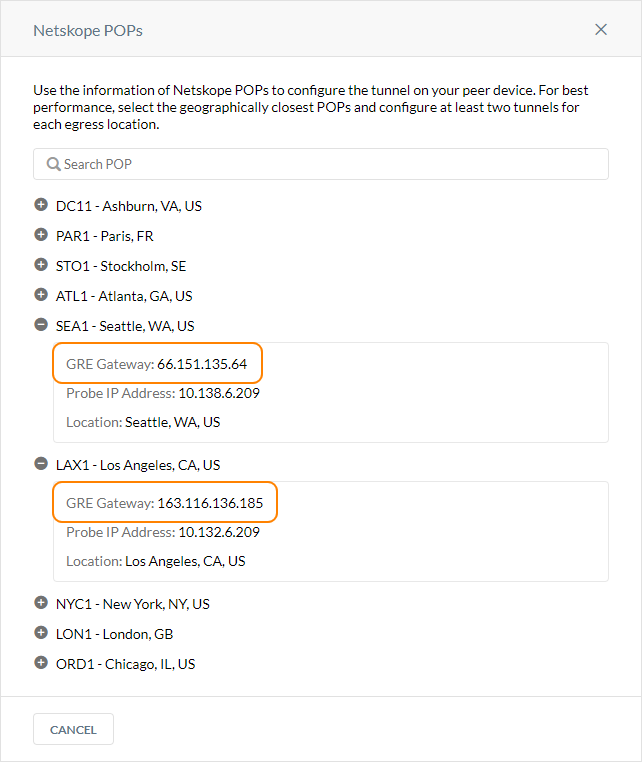 Netskope POPs
Use the information of Netskope POPs to configure the tunnel on your peer device. For best
performance, select the geographically closest POPs and configure at least two tunnels for
each egress location.
Search POP
DC11 - Ashburn, VA, US
PAR1 - Paris, FR
STO1 - Stockholm, SE
ATL1 - Atlanta, GA, US
SEA1 - Seattle, WA, US
GRE Gateway: 66.151.135.64
Probe IP Address: 10.138.6.209
Location: Seattle, WA, US
LAX1 - Los Angeles, CA, US
GRE Gateway: 163.116.136.185
Probe IP Address: 10.132.6.209
Location: Los Angeles, CA, US
NYC1 - New York, NY, US
LON1 - London, GB
ORD1 - Chicago, IL, US
CANCEL